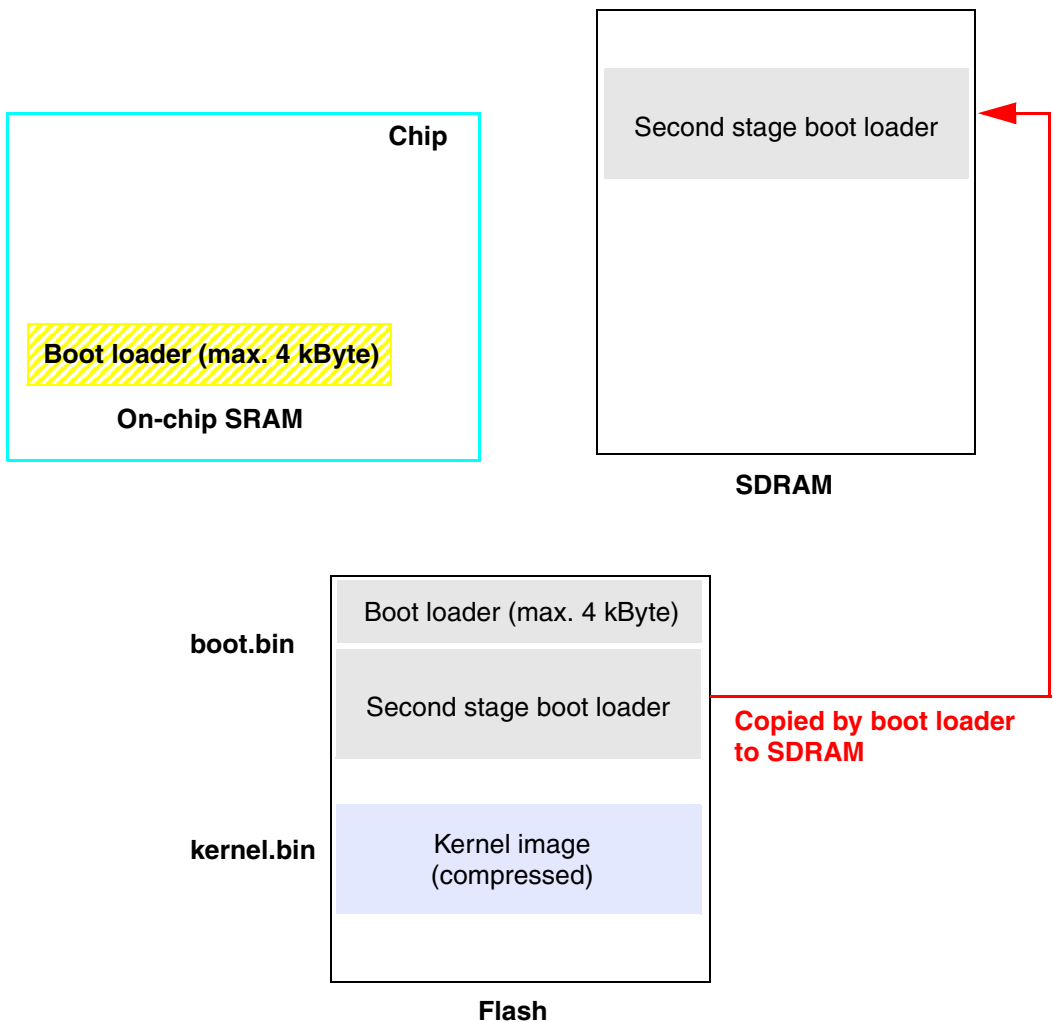 Chip
Boot loader (max. 4 kByte)
On-chip SRAM
Second stage boot loader
SDRAM
boot.bin
Boot loader (max. 4 kByte)
Second stage boot loader
Copied by boot loader
to SDRAM
kernel.bin
Kernel image
(compressed)
Flash